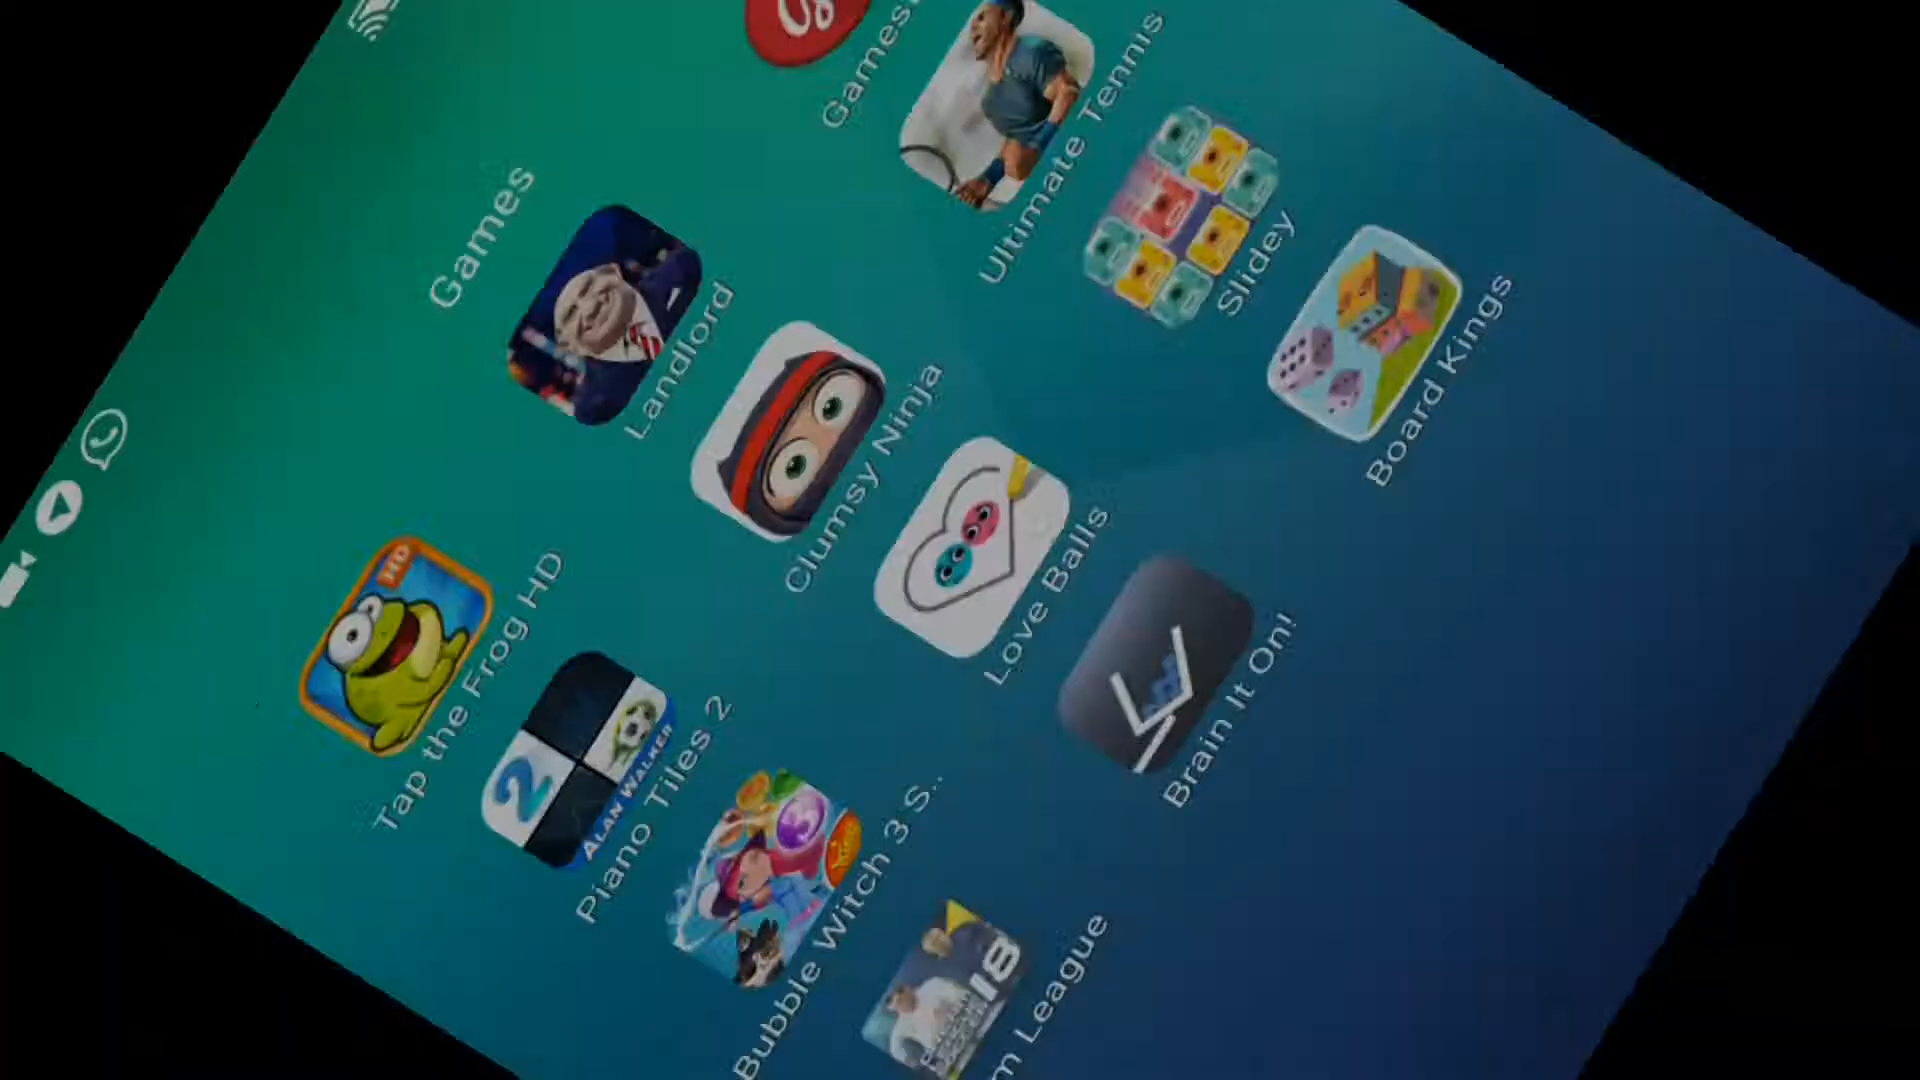 Games
Tap the Frog HD
Landlord
Games
HD
Piano Tiles 2
Clumsy Ninja
Ultimate Tennis
2
ALAN WALKER
Bubble Witch 3 S..
Love Balls
Slidey
3
King
m League
Brain It On!
Board Kings
18